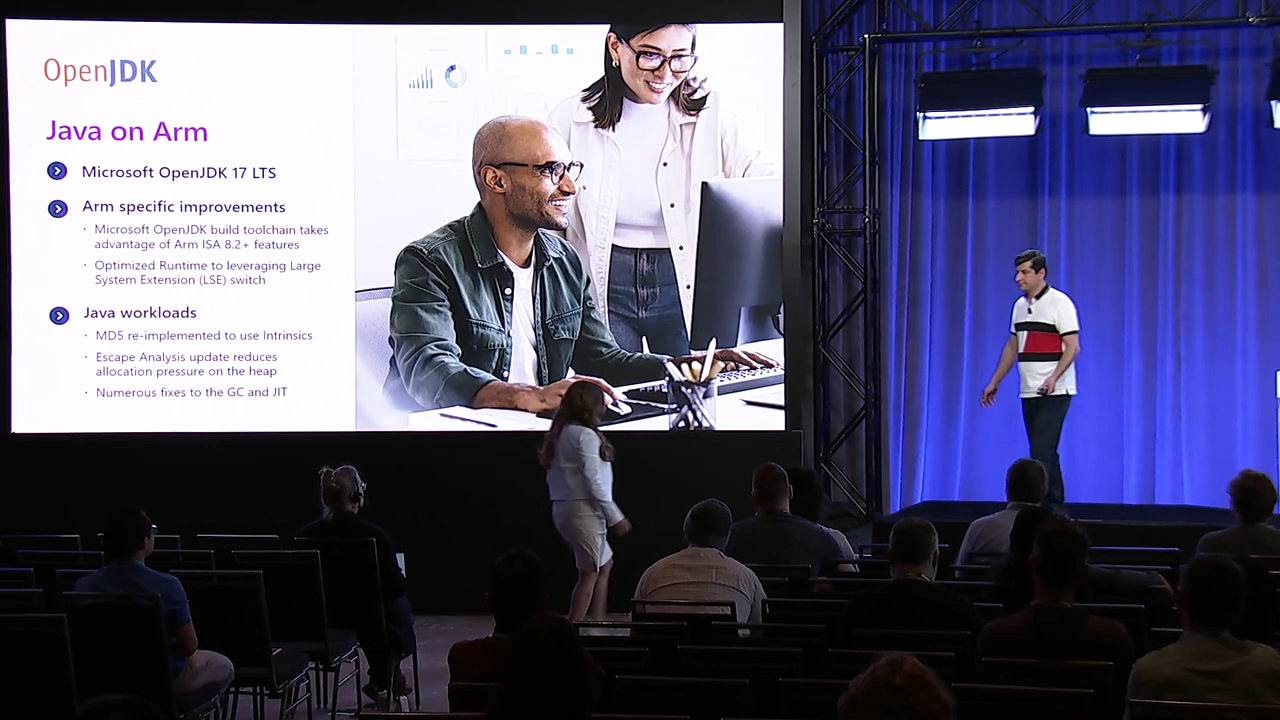 OpenJDK
Java on Arm
Microsoft OpenJDK 17 LTS
Arm specific improvements
· Microsoft OpenJDK build toolchain takes
advantage of Arm ISA 8.2+ features
· Optimized Runtime to leveraging Large
System Extension (LSE) switch
Java workloads
· MD5 re-implemented to use Intrinsics
· Escape Analysis update reduces
allocation pressure on the heap
· Numerous fixes to the GC and JIT